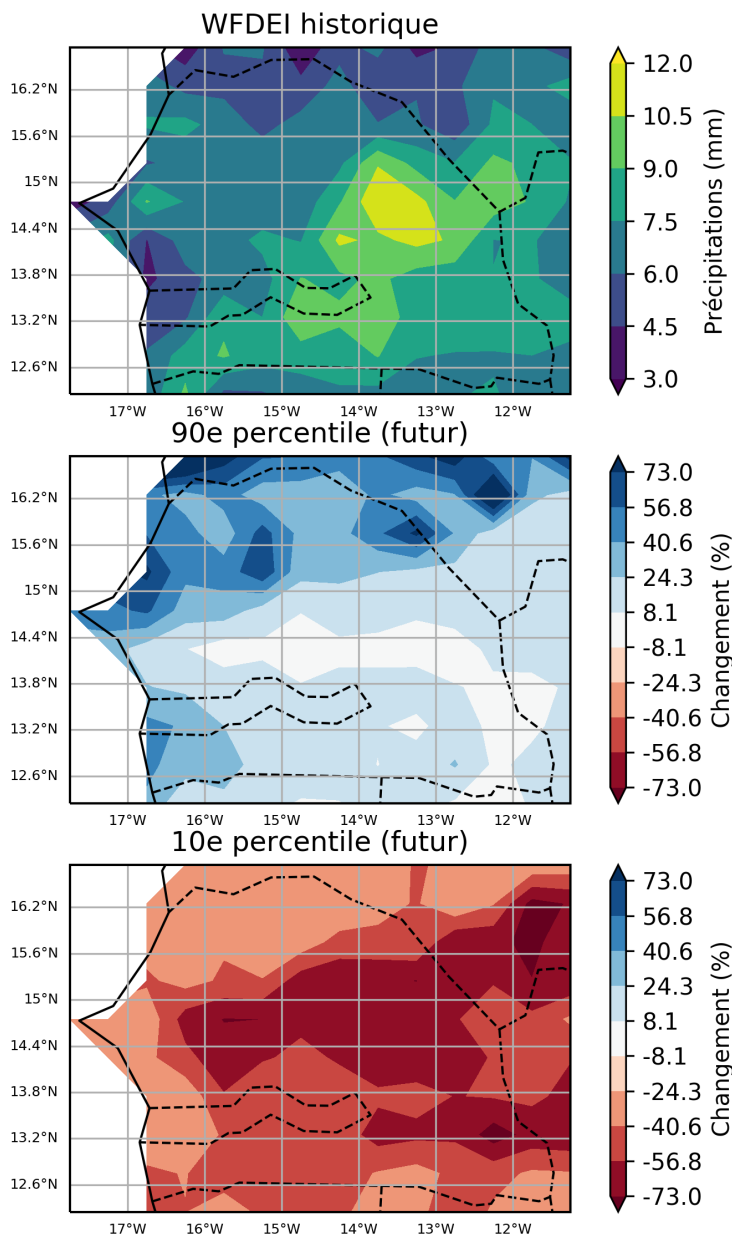 WFDEI historique
16.2°N
15.6°N
15°N
14.4°N
13.8°N
13.2°N
12.6°N
17°W 16°W 15°W 14°W 13°W 12°W
12.0
10.5
9.0
7.5
6.0
4.5
3.0
Précipitations (mm)
90e percentile (futur)
16.2°N
15.6°N
15°N
14.4°N
13.8°N
13.2°N
12.6°N
17°W 16°W 15°W 14°W 13°W 12°W
73.0
56.8
40.6
24.3
8.1
-8.1
-24.3
-40.6
-56.8
-73.0
Changement (%)
10e percentile (futur)
16.2°N
15.6°N
15°N
14.4°N
13.8°N
13.2°N
12.6°N
17°W 16°W 15°W 14°W 13°W 12°W
73.0
56.8
40.6
24.3
8.1
-8.1
-24.3
-40.6
-56.8
-73.0
Changement (%)